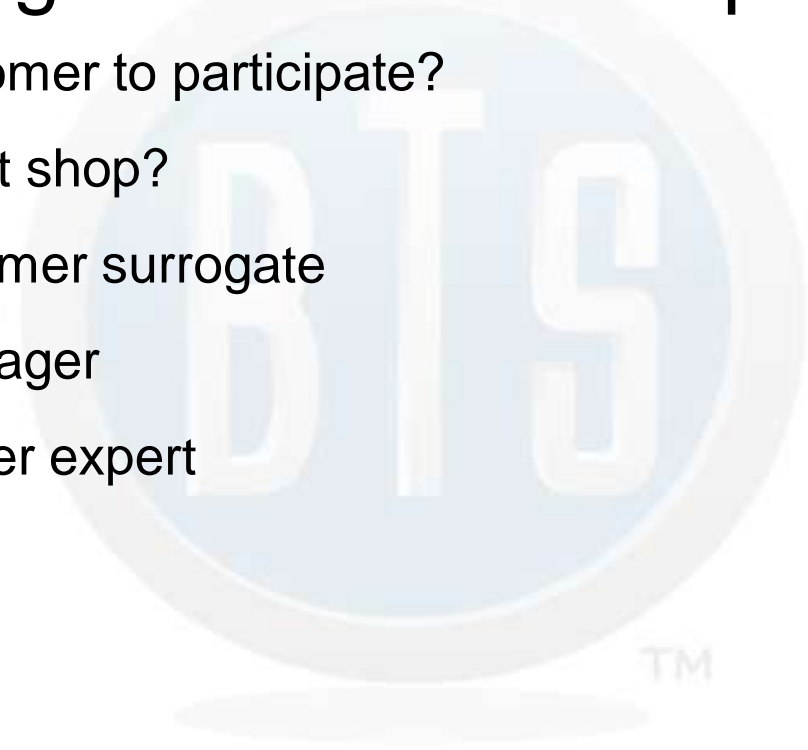 omer to participate?
t shop?
mer surrogate
ager
er expert
BTS
TM